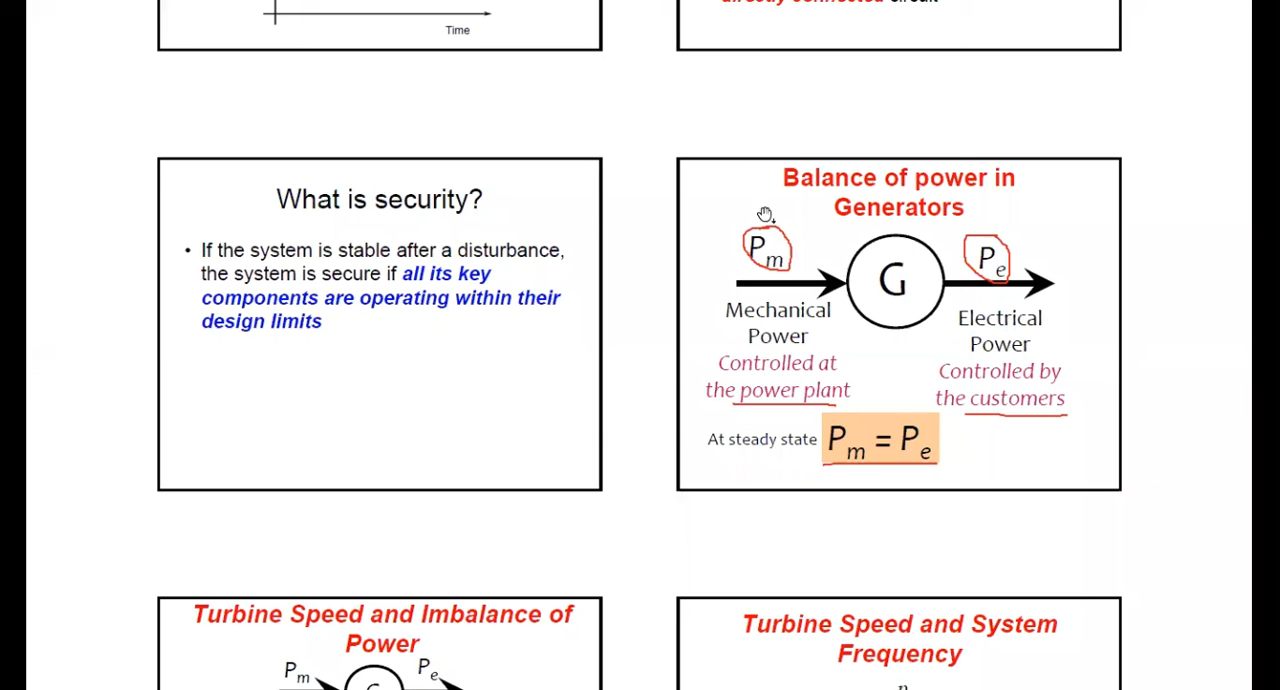 Time
directly connected circuit
What is security?
• If the system is stable after a disturbance,
the system is secure if all its key
components are operating within their
design limits
Balance of power in
Generators
Pm
G
Pe
Mechanical
Power
Controlled at
the power plant
Electrical
Power
Controlled by
the customers
At steady state Pm = Pe
Turbine Speed and Imbalance of
Power
Pm
Pe
Turbine Speed and System
Frequency